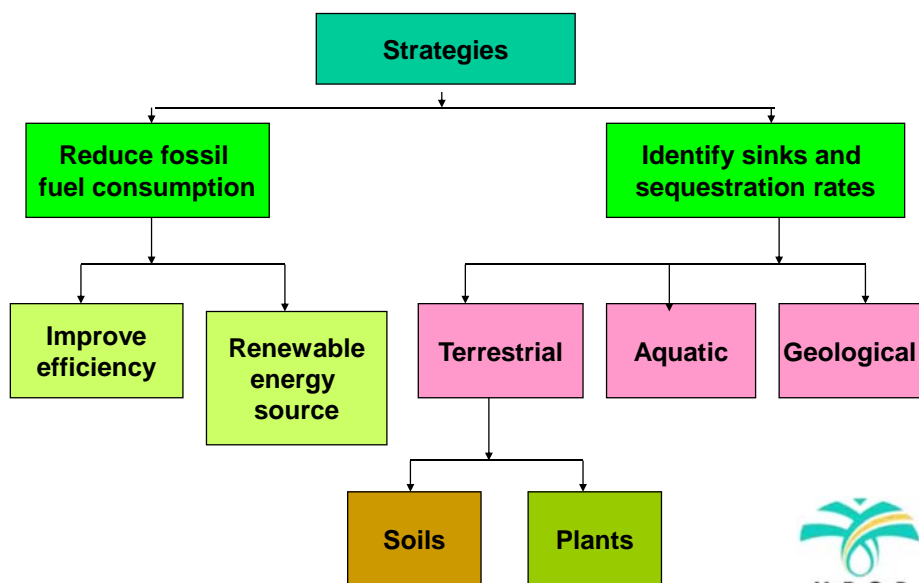 Strategies
Reduce fossil
fuel consumption
Identify sinks and
sequestration rates
Improve
efficiency
Renewable
energy
source
Terrestrial
Aquatic
Geological
Soils
Plants